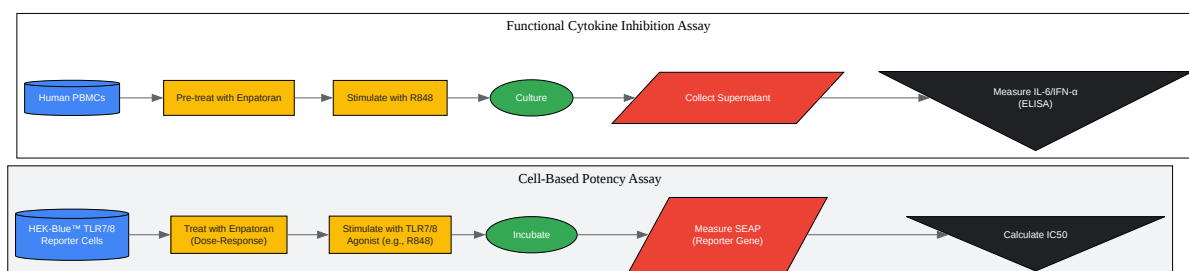 Functional Cytokine Inhibition Assay
Human PBMCs
Pre-treat with Enpatoran
Stimulate with R848
Culture
Collect Supernatant
Measure IL-6/IFN-α
(ELISA)
Cell-Based Potency Assay
HEK-Blue™ TLR7/8
Reporter Cells
Treat with Enpatoran
(Dose-Response)
Stimulate with TLR7/8
Agonist (e.g., R848)
Incubate
Measure SEAP
(Reporter Gene)
Calculate IC50